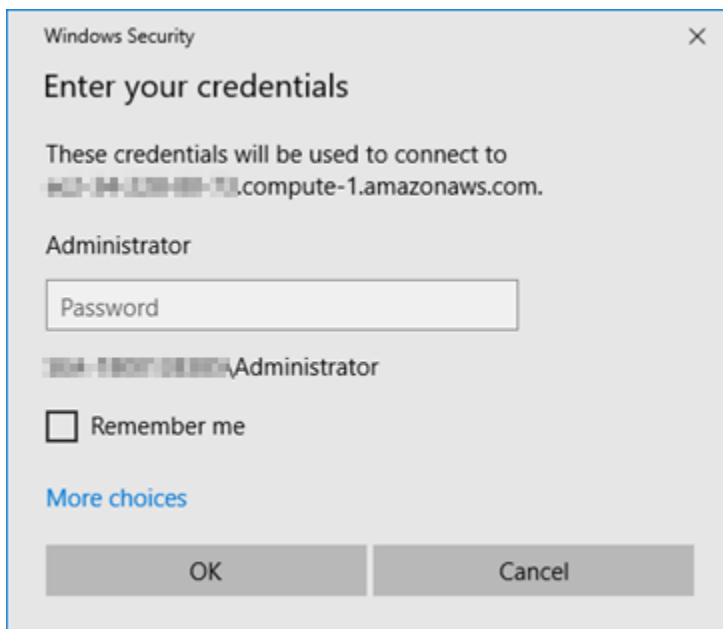 Windows Security
Enter your credentials
These credentials will be used to connect to
.compute-1.amazonaws.com.
Administrator
Password
\Administrator
Remember me
More choices
OK
Cancel